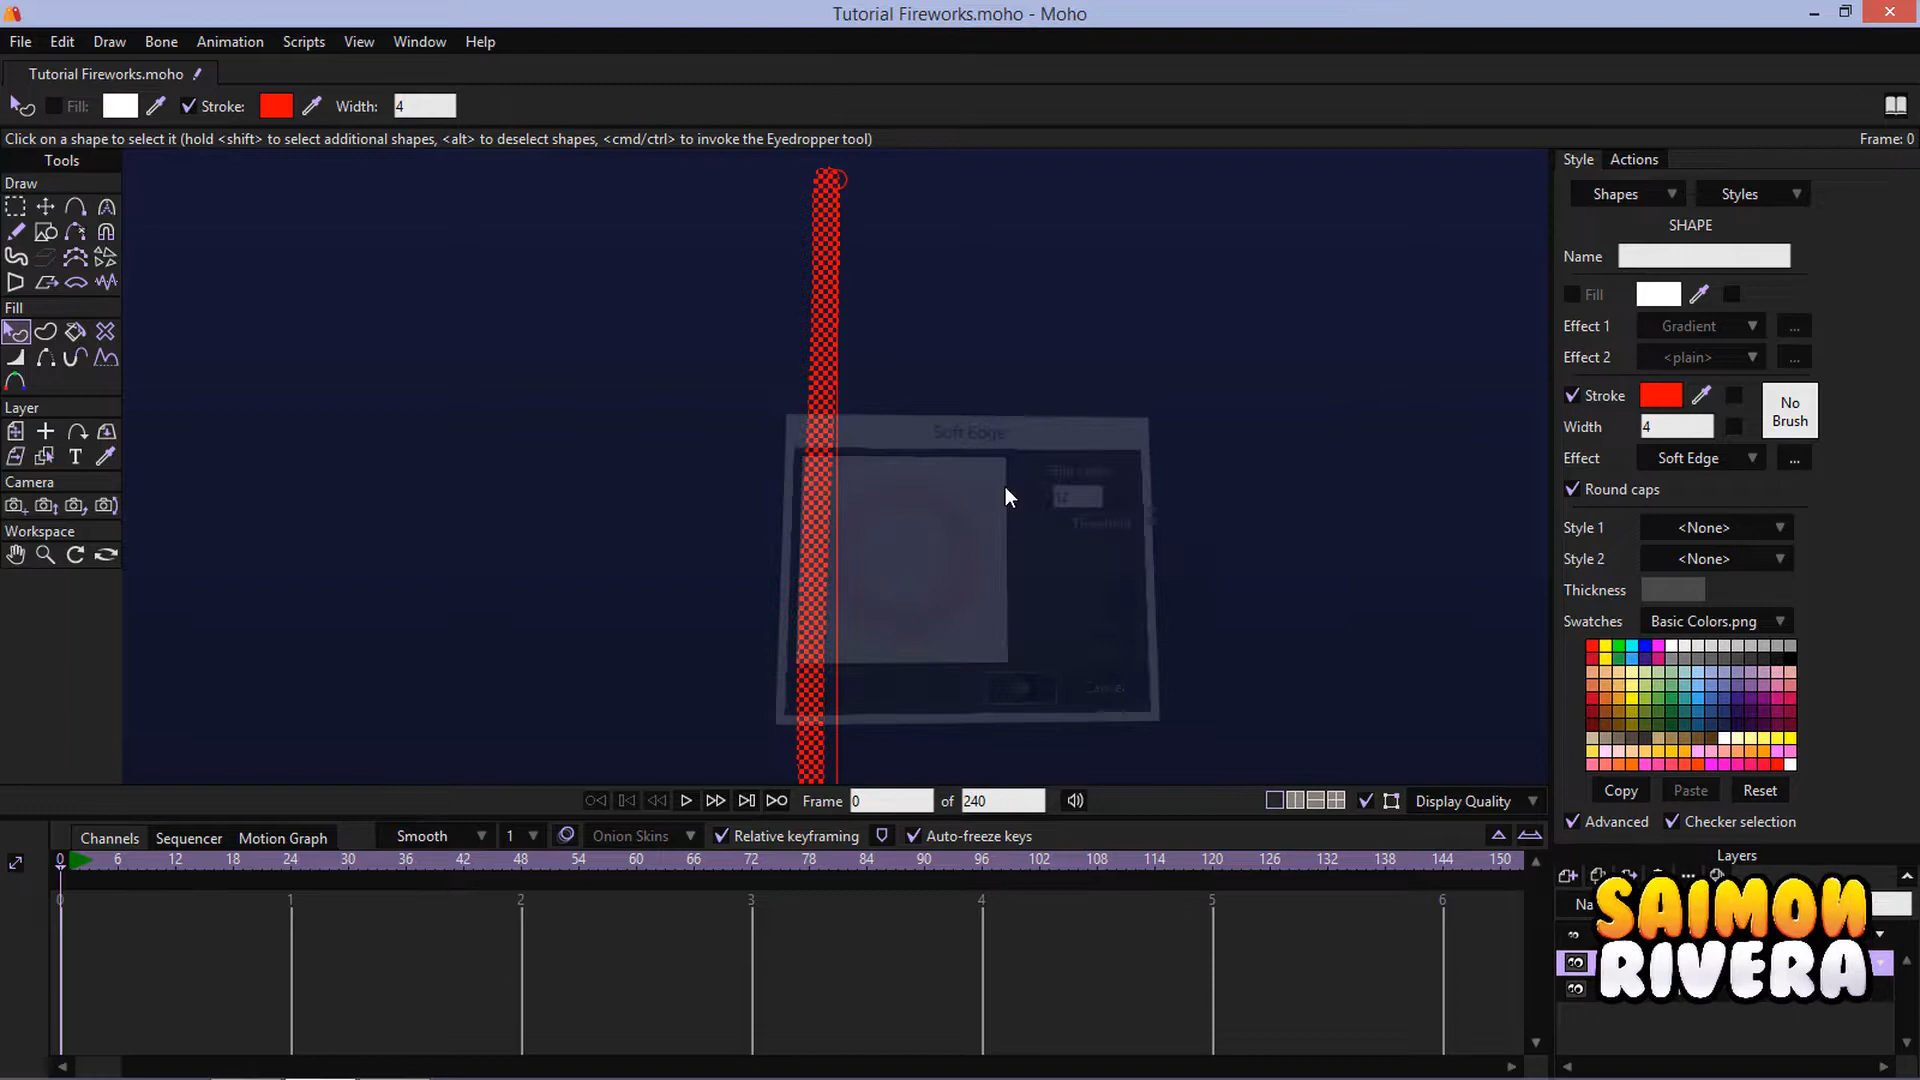 Tutorial Fireworks.moho - Moho
File Edit Draw Bone Animation Scripts View Window Help
Tutorial Fireworks.moho
Fill: Stroke: Width: 4
Click on a shape to select it (hold <shift> to select additional shapes, <alt> to deselect shapes, <cmd/ctrl> to invoke the Eyedropper tool) Frame: 0
Tools
Draw
Fill
Layer
T
Camera
Workspace
Soft Edge
12
Threshold
Cancel
Style Actions
Shapes Styles
SHAPE
Name
Fill
Effect 1 Gradient ...
Effect 2 <plain> ...
Stroke
No
Brush
Width 4
Effect Soft Edge ...
Round caps
Style 1 <None>
Style 2 <None>
Thickness
Swatches Basic Colors.png
Copy Paste Reset
Advanced Checker selection
Frame 0 of 240 Display Quality
Channels Sequencer Motion Graph Smooth 1 Onion Skins Relative keyframing Auto-freeze keys
0 6 12 18 24 30 36 42 48 54 60 66 72 78 84 90 96 102 108 114 120 126 132 138 144 150
0 1 2 3 4 5 6
Layers
Na
SAIMON
RIVERA